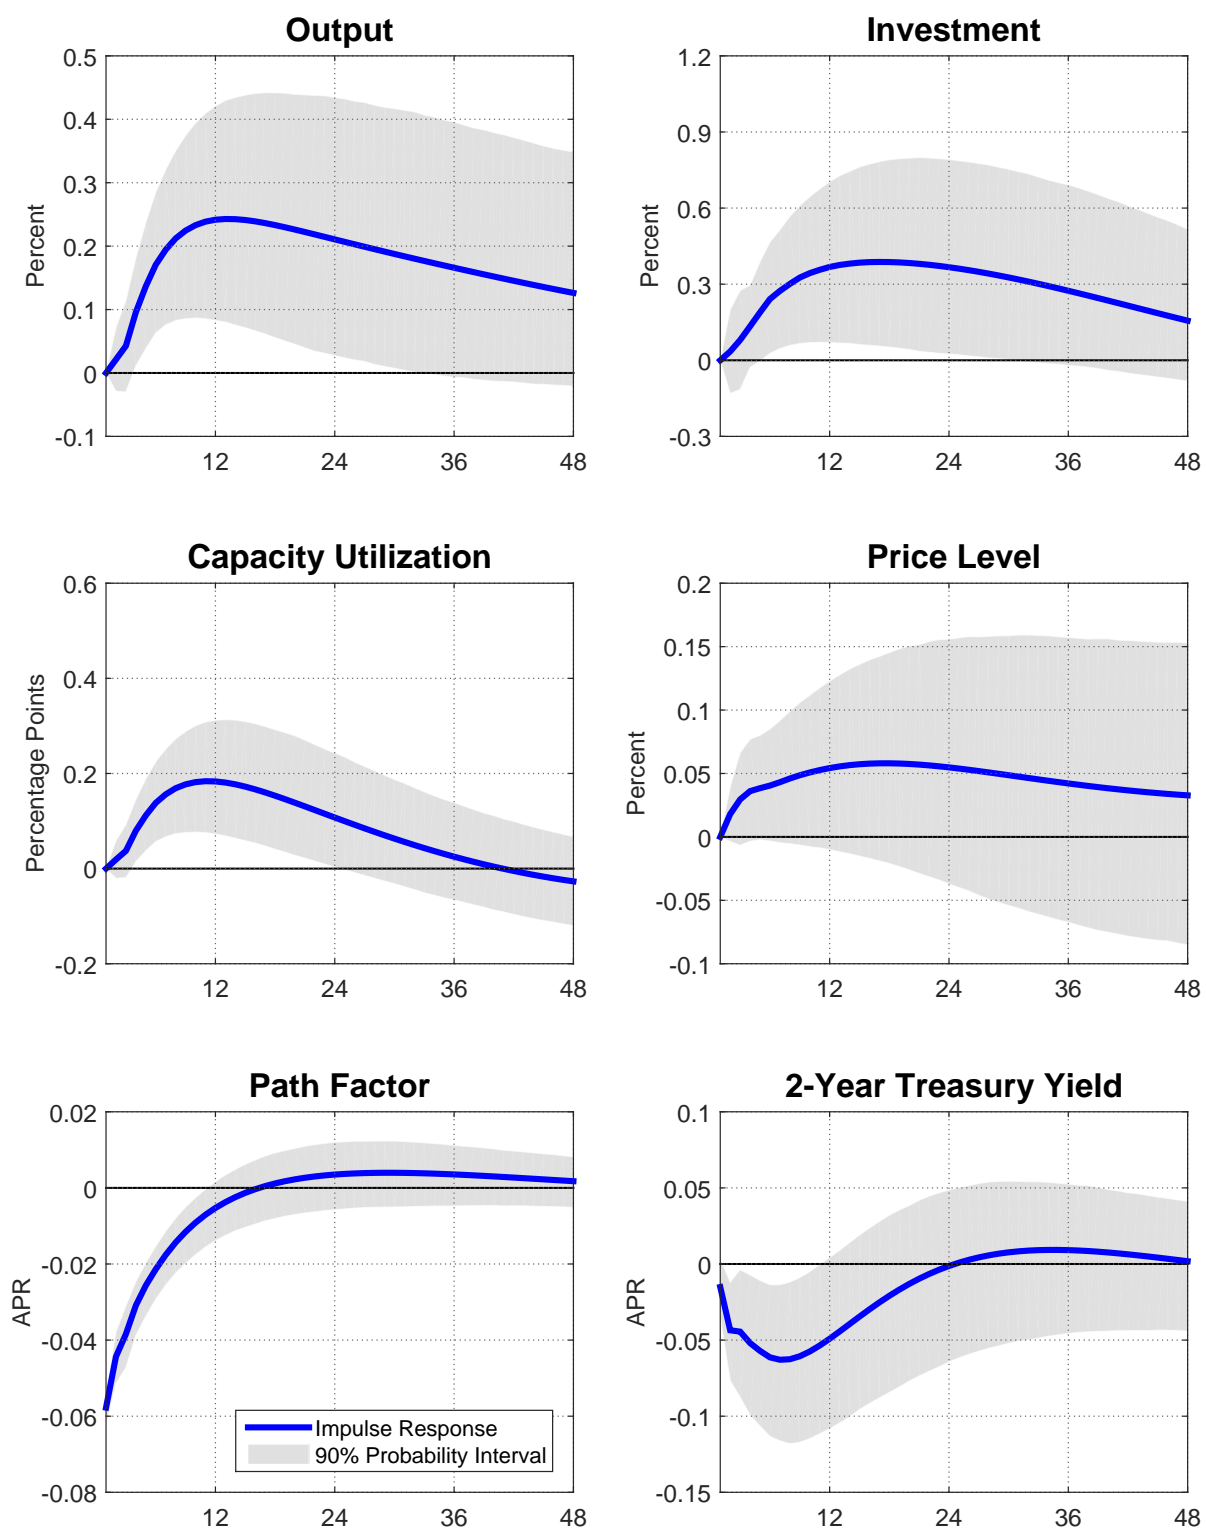 Output
0.5
0.4
0.3
0.2
0.1
0
-0.1
Percent
12 24 36 48
Investment
1.2
0.9
0.6
0.3
0
-0.3
Percent
12 24 36 48
Capacity Utilization
0.6
0.4
0.2
0
-0.2
Percentage Points
12 24 36 48
Price Level
0.2
0.15
0.1
0.05
0
-0.05
-0.1
Percent
12 24 36 48
Path Factor
0.02
0
-0.02
-0.04
-0.06
-0.08
APR
Impulse Response
90% Probability Interval
12 24 36 48
2-Year Treasury Yield
0.1
0.05
0
-0.05
-0.1
-0.15
APR
12 24 36 48